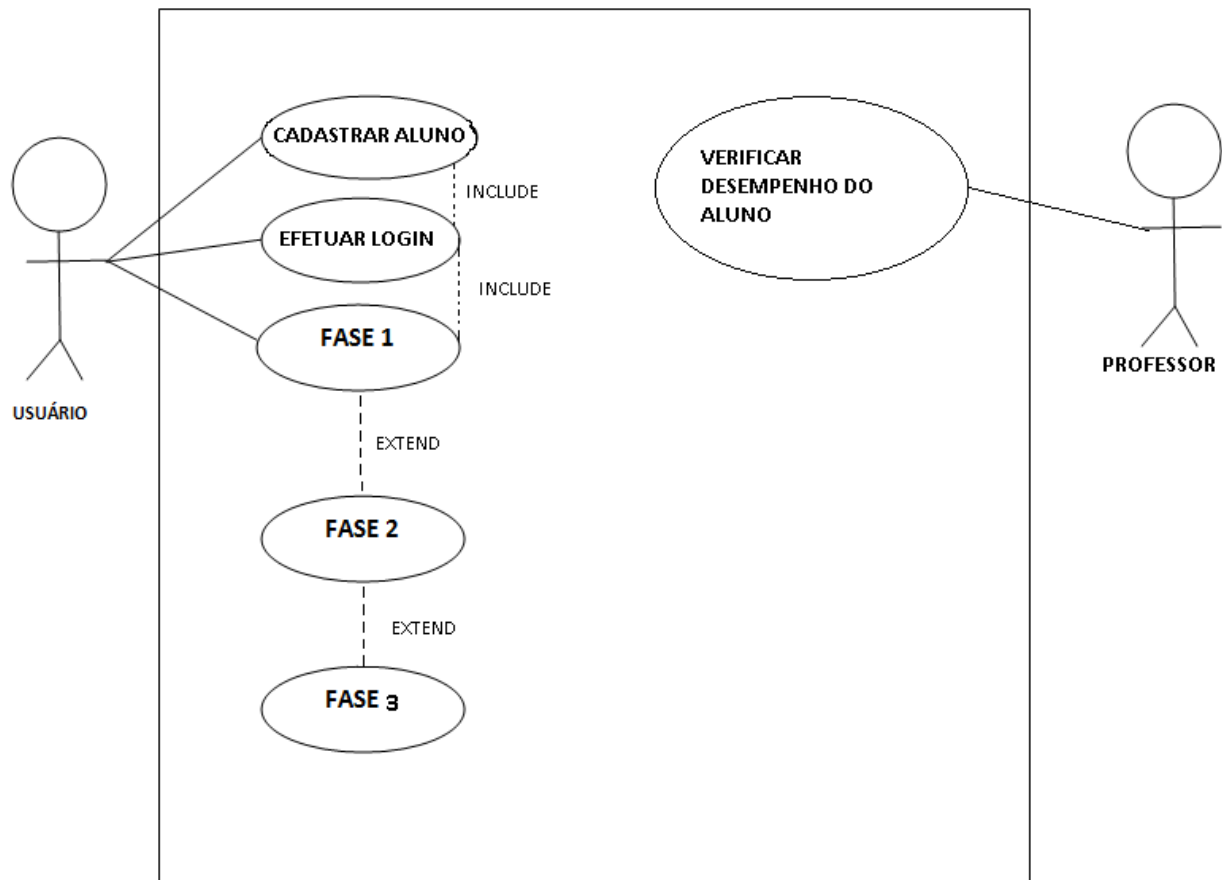 CADASTRAR ALUNO
INCLUDE
EFETUAR LOGIN
INCLUDE
FASE 1
EXTEND
FASE 2
EXTEND
FASE 3
USUÁRIO
VERIFICAR
DESEMPENHO DO
ALUNO
PROFESSOR